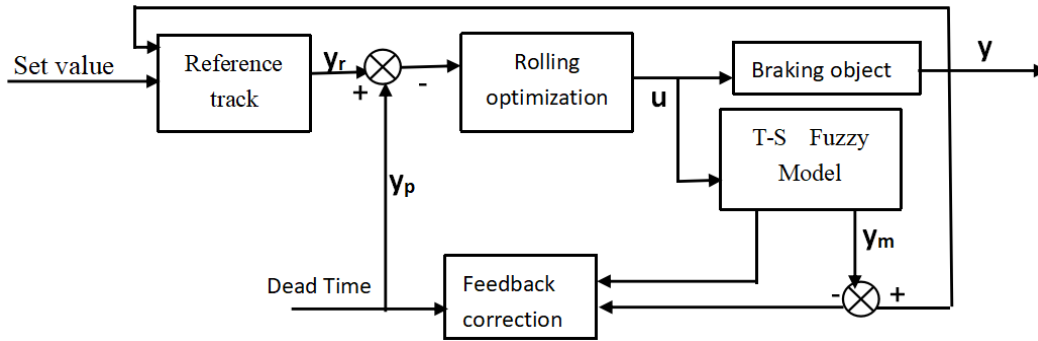 Set value
Reference
track
yr
+
-
Rolling
optimization
u
Braking object
y
T-S Fuzzy
Model
yp
ym
Dead Time
Feedback
correction
-
+